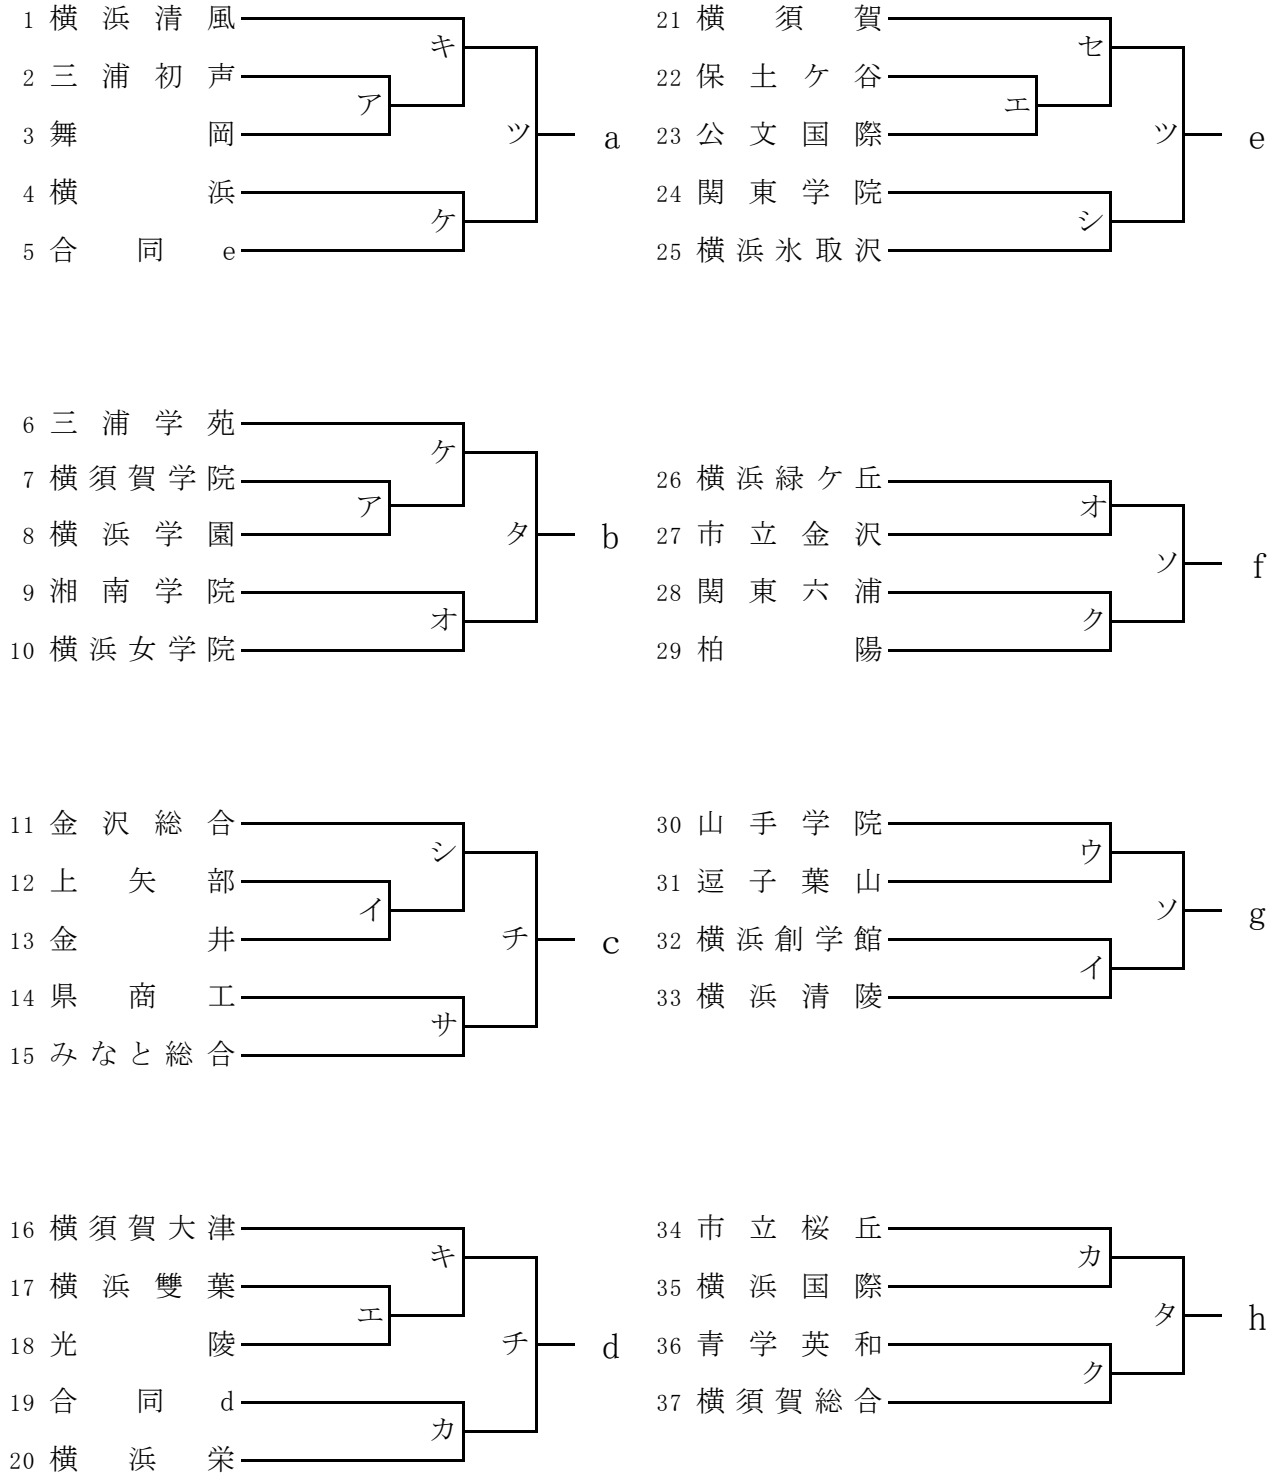 1 横浜清風
キ
2 三浦初声
ア
3 舞岡
ツ a
4 横浜
ケ
5 合同e
6 三浦学苑
ケ
7 横須賀学院
ア
8 横浜学園
タ b
9 湘南学院
オ
10 横浜女学院
11 金沢総合
シ
12 上矢部
イ
13 金井
チ c
14 県商工
サ
15 みなと総合
16 横須賀大津
キ
17 横浜雙葉
エ
18 光陵
チ d
19 合同d
カ
20 横浜栄
21 横須賀
セ
22 保土ケ谷
エ
23 公文国際
ツ e
24 関東学院
シ
25 横浜氷取沢
26 横浜緑ケ丘
オ
27 市立金沢
ソ f
28 関東六浦
ク
29 柏陽
30 山手学院
ウ
31 逗子葉山
ソ g
32 横浜創学館
イ
33 横浜清陵
34 市立桜丘
カ
35 横浜国際
タ h
36 青学英和
ク
37 横須賀総合